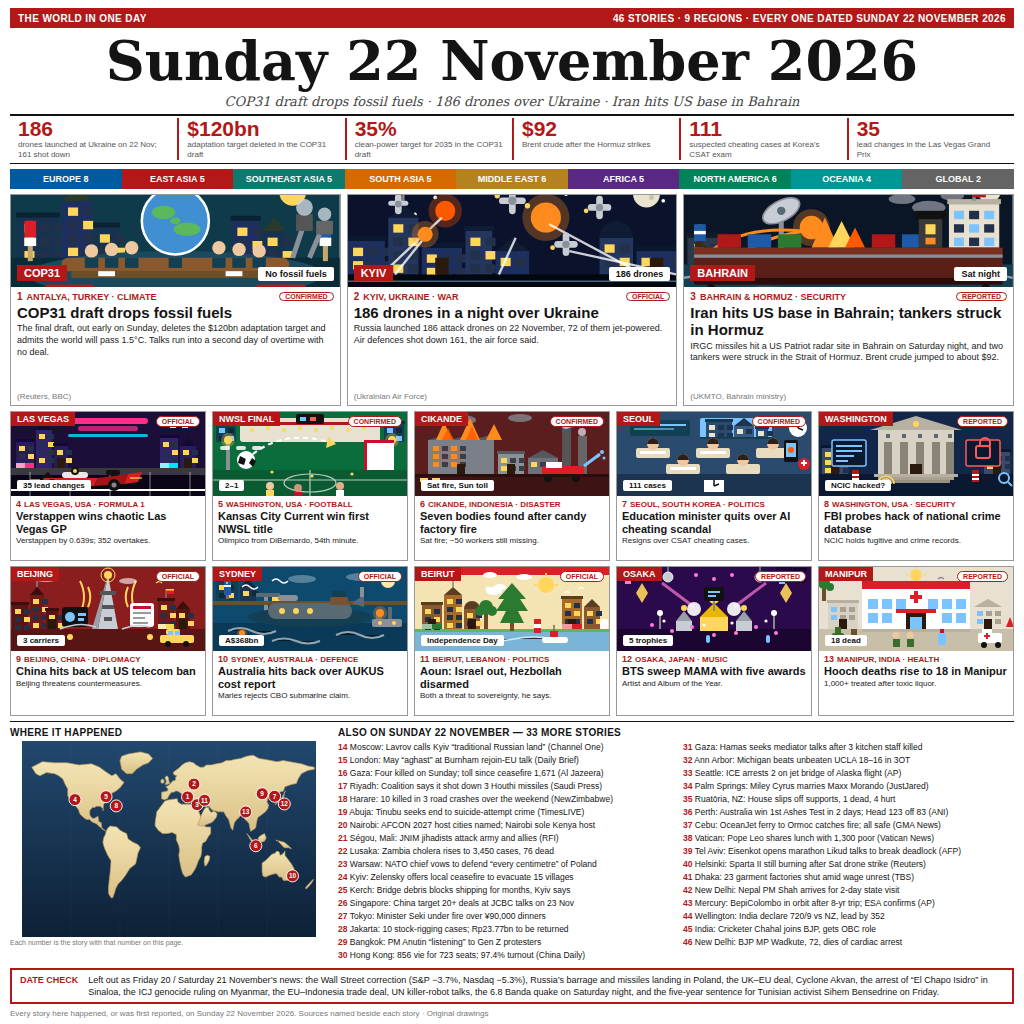 THE WORLD IN ONE DAY
46 STORIES · 9 REGIONS · EVERY ONE DATED SUNDAY 22 NOVEMBER 2026
Sunday 22 November 2026
COP31 draft drops fossil fuels · 186 drones over Ukraine · Iran hits US base in Bahrain
186
drones launched at Ukraine on 22 Nov;
161 shot down
$120bn
adaptation target deleted in the COP31
draft
35%
clean-power target for 2035 in the COP31
draft
$92
Brent crude after the Hormuz strikes
111
suspected cheating cases at Korea's
CSAT exam
35
lead changes in the Las Vegas Grand
Prix
EUROPE 8
EAST ASIA 5
SOUTHEAST ASIA 5
SOUTH ASIA 5
MIDDLE EAST 6
AFRICA 5
NORTH AMERICA 6
OCEANIA 4
GLOBAL 2
COP31
No fossil fuels
1 ANTALYA, TURKEY · CLIMATE
CONFIRMED
COP31 draft drops fossil fuels
The final draft, out early on Sunday, deletes the $120bn adaptation target and
admits the world will pass 1.5°C. Talks run into a second day of overtime with
no deal.
(Reuters, BBC)
KYIV
186 drones
2 KYIV, UKRAINE · WAR
OFFICIAL
186 drones in a night over Ukraine
Russia launched 186 attack drones on 22 November, 72 of them jet-powered.
Air defences shot down 161, the air force said.
(Ukrainian Air Force)
BAHRAIN
Sat night
3 BAHRAIN & HORMUZ · SECURITY
REPORTED
Iran hits US base in Bahrain; tankers struck
in Hormuz
IRGC missiles hit a US Patriot radar site in Bahrain on Saturday night, and two
tankers were struck in the Strait of Hormuz. Brent crude jumped to about $92.
(UKMTO, Bahrain ministry)
LAS VEGAS
OFFICIAL
35 lead changes
4 LAS VEGAS, USA · FORMULA 1
Verstappen wins chaotic Las
Vegas GP
Verstappen by 0.639s; 352 overtakes.
NWSL FINAL
CONFIRMED
2–1
5 WASHINGTON, USA · FOOTBALL
Kansas City Current win first
NWSL title
Olimpico from DiBernardo, 54th minute.
CIKANDE
CONFIRMED
Sat fire, Sun toll
6 CIKANDE, INDONESIA · DISASTER
Seven bodies found after candy
factory fire
Sat fire; ~50 workers still missing.
SEOUL
CONFIRMED
111 cases
7 SEOUL, SOUTH KOREA · POLITICS
Education minister quits over AI
cheating scandal
Resigns over CSAT cheating cases.
WASHINGTON
REPORTED
NCIC hacked?
8 WASHINGTON, USA · SECURITY
FBI probes hack of national crime
database
NCIC holds fugitive and crime records.
BEIJING
OFFICIAL
3 carriers
9 BEIJING, CHINA · DIPLOMACY
China hits back at US telecom ban
Beijing threatens countermeasures.
SYDNEY
OFFICIAL
A$368bn
10 SYDNEY, AUSTRALIA · DEFENCE
Australia hits back over AUKUS
cost report
Marles rejects CBO submarine claim.
BEIRUT
OFFICIAL
Independence Day
11 BEIRUT, LEBANON · POLITICS
Aoun: Israel out, Hezbollah
disarmed
Both a threat to sovereignty, he says.
OSAKA
REPORTED
5 trophies
12 OSAKA, JAPAN · MUSIC
BTS sweep MAMA with five awards
Artist and Album of the Year.
MANIPUR
REPORTED
18 dead
13 MANIPUR, INDIA · HEALTH
Hooch deaths rise to 18 in Manipur
1,000+ treated after toxic liquor.
WHERE IT HAPPENED
4
5
8
2
1
3
11
9
7
12
13
6
10
Each number is the story with that number on this page.
ALSO ON SUNDAY 22 NOVEMBER — 33 MORE STORIES
14 Moscow: Lavrov calls Kyiv “traditional Russian land” (Channel One)
15 London: May “aghast” at Burnham rejoin-EU talk (Daily Brief)
16 Gaza: Four killed on Sunday; toll since ceasefire 1,671 (Al Jazeera)
17 Riyadh: Coalition says it shot down 3 Houthi missiles (Saudi Press)
18 Harare: 10 killed in 3 road crashes over the weekend (NewZimbabwe)
19 Abuja: Tinubu seeks end to suicide-attempt crime (TimesLIVE)
20 Nairobi: AFCON 2027 host cities named; Nairobi sole Kenya host
21 Ségou, Mali: JNIM jihadists attack army and allies (RFI)
22 Lusaka: Zambia cholera rises to 3,450 cases, 76 dead
23 Warsaw: NATO chief vows to defend “every centimetre” of Poland
24 Kyiv: Zelensky offers local ceasefire to evacuate 15 villages
25 Kerch: Bridge debris blocks shipping for months, Kyiv says
26 Singapore: China target 20+ deals at JCBC talks on 23 Nov
27 Tokyo: Minister Seki under fire over ¥90,000 dinners
28 Jakarta: 10 stock-rigging cases; Rp23.77bn to be returned
29 Bangkok: PM Anutin “listening” to Gen Z protesters
30 Hong Kong: 856 vie for 723 seats; 97.4% turnout (China Daily)
31 Gaza: Hamas seeks mediator talks after 3 kitchen staff killed
32 Ann Arbor: Michigan beats unbeaten UCLA 18–16 in 3OT
33 Seattle: ICE arrests 2 on jet bridge of Alaska flight (AP)
34 Palm Springs: Miley Cyrus marries Maxx Morando (JustJared)
35 Ruatōria, NZ: House slips off supports, 1 dead, 4 hurt
36 Perth: Australia win 1st Ashes Test in 2 days; Head 123 off 83 (ANI)
37 Cebu: OceanJet ferry to Ormoc catches fire; all safe (GMA News)
38 Vatican: Pope Leo shares lunch with 1,300 poor (Vatican News)
39 Tel Aviv: Eisenkot opens marathon Likud talks to break deadlock (AFP)
40 Helsinki: Sparta II still burning after Sat drone strike (Reuters)
41 Dhaka: 23 garment factories shut amid wage unrest (TBS)
42 New Delhi: Nepal PM Shah arrives for 2-day state visit
43 Mercury: BepiColombo in orbit after 8-yr trip; ESA confirms (AP)
44 Wellington: India declare 720/9 vs NZ, lead by 352
45 India: Cricketer Chahal joins BJP, gets OBC role
46 New Delhi: BJP MP Wadkute, 72, dies of cardiac arrest
DATE CHECK
Left out as Friday 20 / Saturday 21 November's news: the Wall Street correction (S&P −3.7%, Nasdaq −5.3%), Russia's barrage and missiles landing in Poland, the UK–EU deal, Cyclone Akvan, the arrest of “El Chapo Isidro” in
Sinaloa, the ICJ genocide ruling on Myanmar, the EU–Indonesia trade deal, UN killer-robot talks, the 6.8 Banda quake on Saturday night, and the five-year sentence for Tunisian activist Sihem Bensedrine on Friday.
Every story here happened, or was first reported, on Sunday 22 November 2026. Sources named beside each story · Original drawings